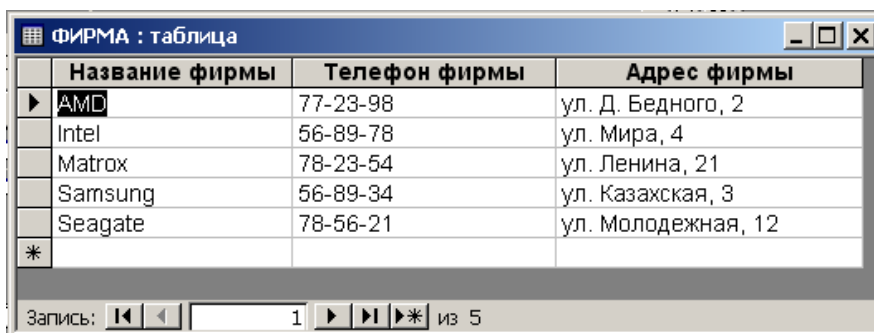 ФИРМА : таблица
Название фирмы Телефон фирмы Адрес фирмы
AMD 77-23-98 ул. Д. Бедного, 2
Intel 56-89-78 ул. Мира, 4
Matrox 78-23-54 ул. Ленина, 21
Samsung 56-89-34 ул. Казахская, 3
Seagate 78-56-21 ул. Молодежная, 12
Запись: 1 из 5